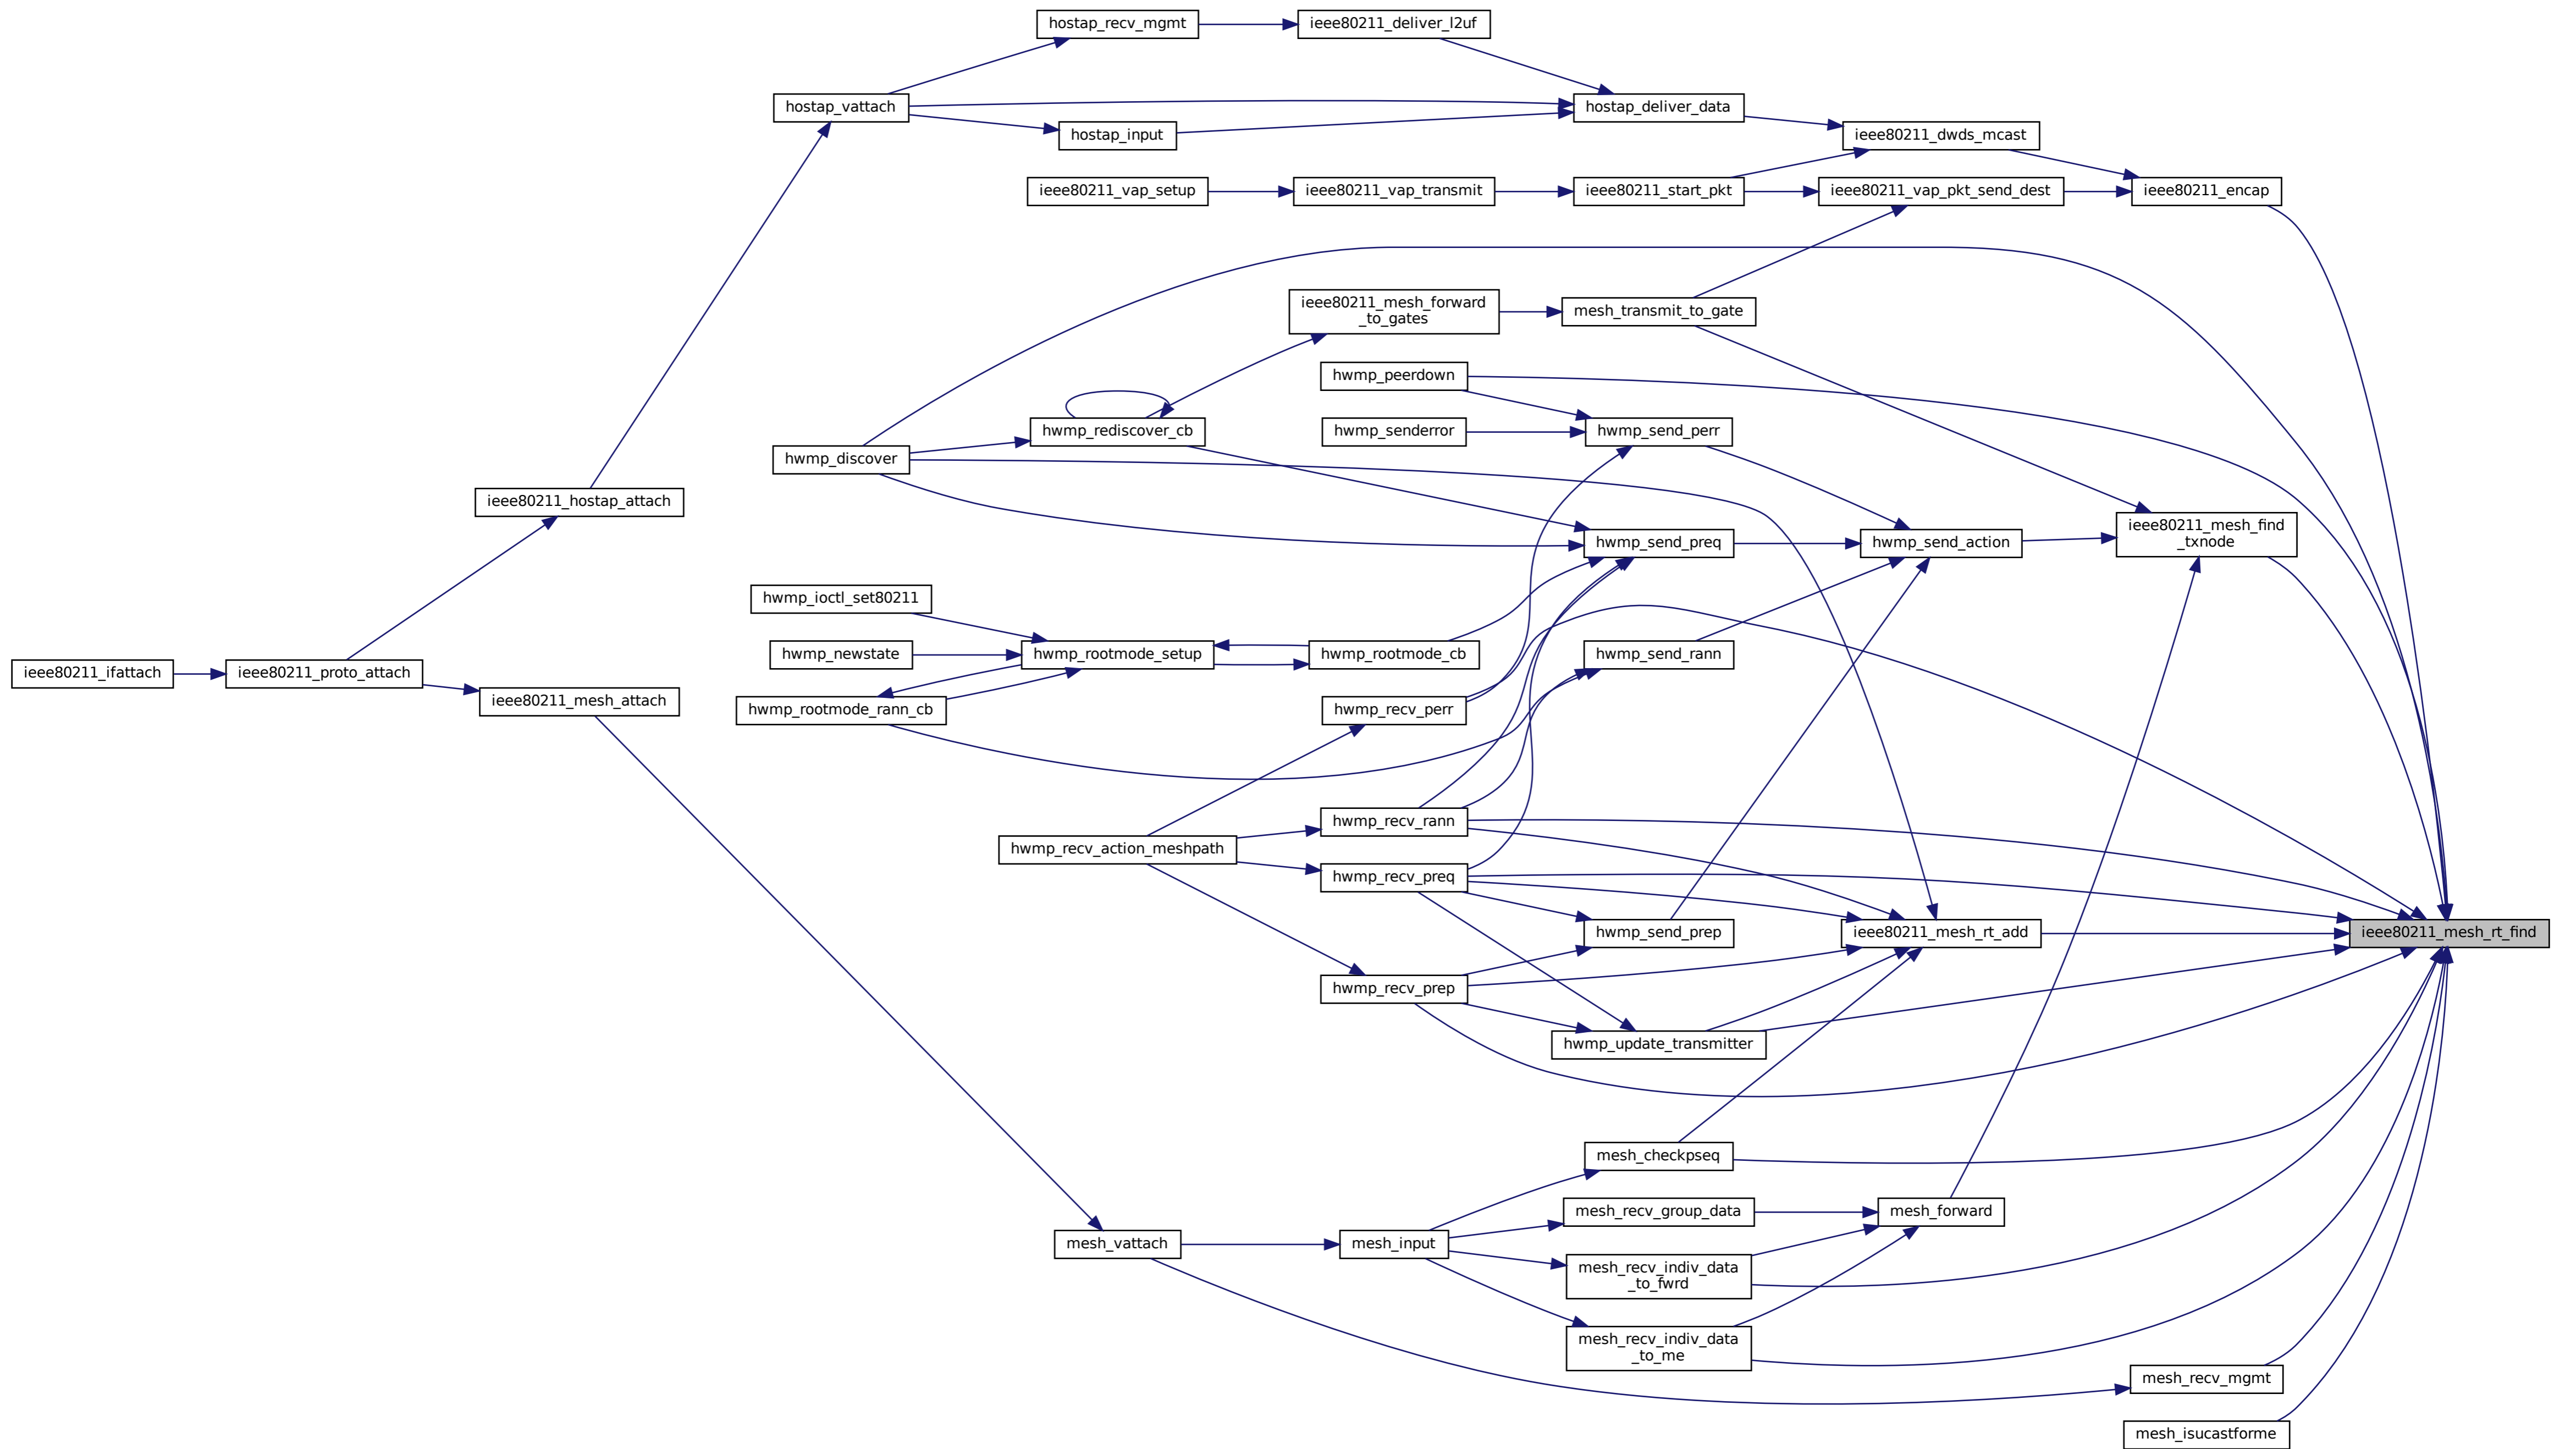 hostap_recv_mgmt
ieee80211_deliver_l2uf
hostap_vattach
hostap_deliver_data
hostap_input
ieee80211_dwds_mcast
ieee80211_vap_setup
ieee80211_vap_transmit
ieee80211_start_pkt
ieee80211_vap_pkt_send_dest
ieee80211_encap
ieee80211_mesh_forward
_to_gates
mesh_transmit_to_gate
hwmp_peerdown
hwmp_rediscover_cb
hwmp_senderror
hwmp_send_perr
hwmp_discover
ieee80211_hostap_attach
hwmp_send_preq
hwmp_send_action
ieee80211_mesh_find
_txnode
hwmp_ioctl_set80211
hwmp_newstate
hwmp_rootmode_setup
hwmp_rootmode_cb
hwmp_send_rann
ieee80211_ifattach
ieee80211_proto_attach
ieee80211_mesh_attach
hwmp_rootmode_rann_cb
hwmp_recv_perr
hwmp_recv_rann
hwmp_recv_action_meshpath
hwmp_recv_preq
hwmp_send_prep
ieee80211_mesh_rt_add
ieee80211_mesh_rt_find
hwmp_recv_prep
hwmp_update_transmitter
mesh_checkpseq
mesh_recv_group_data
mesh_forward
mesh_vattach
mesh_input
mesh_recv_indiv_data
_to_fwrd
mesh_recv_indiv_data
_to_me
mesh_recv_mgmt
mesh_isucastforme